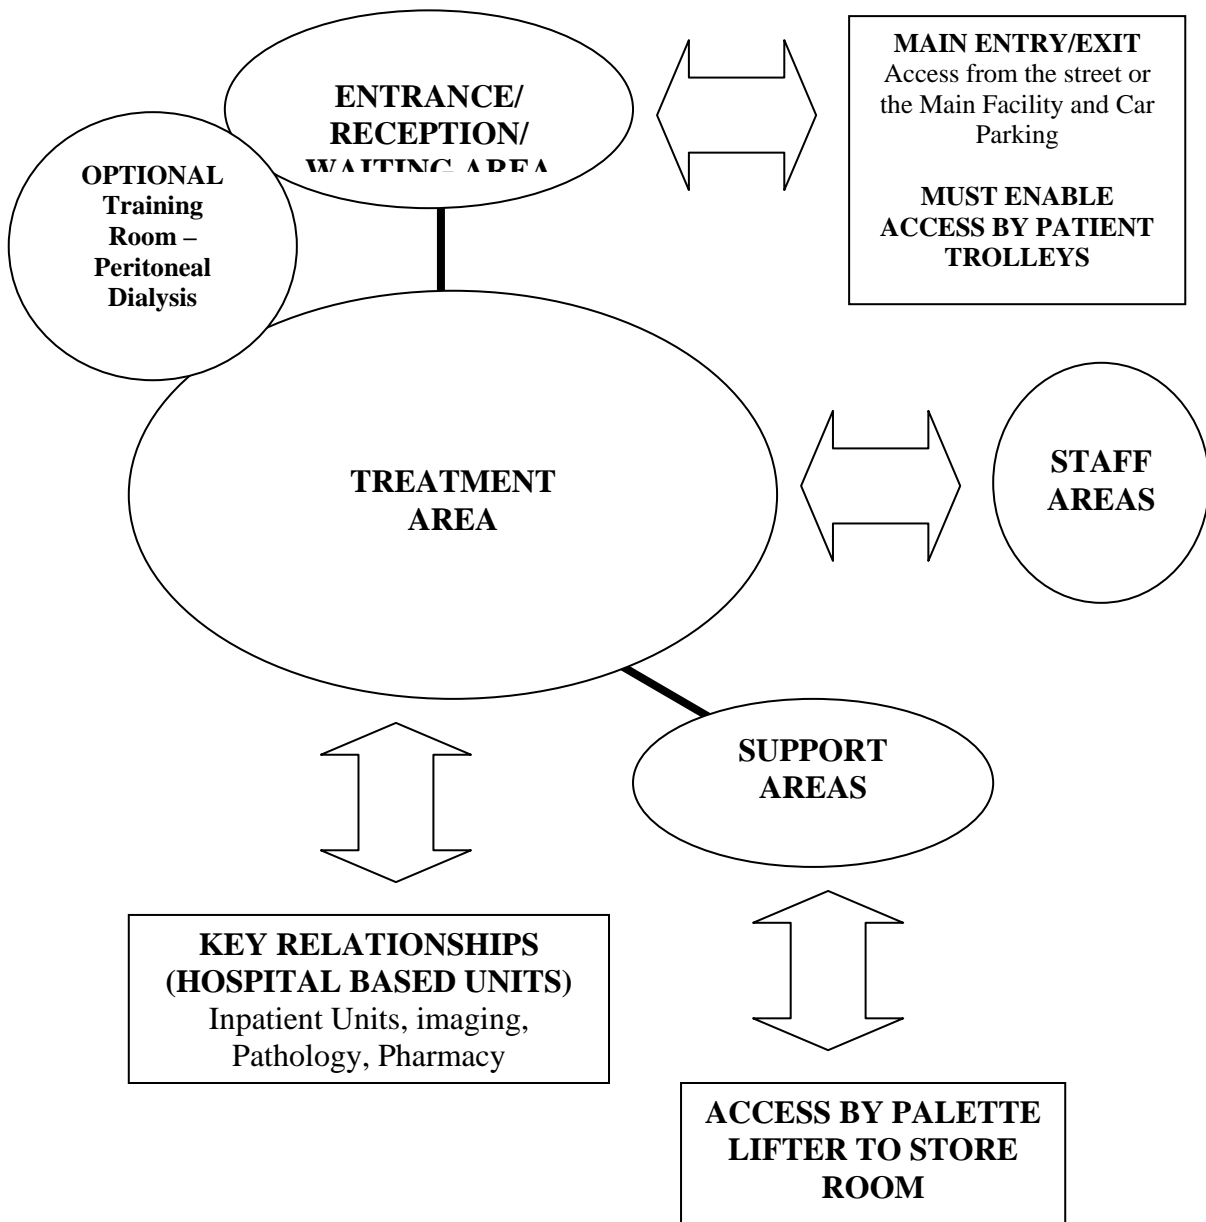 ENTRANCE/
RECEPTION/
WAITING AREA
MAIN ENTRY/EXIT
Access from the street or
the Main Facility and Car
Parking
MUST ENABLE
ACCESS BY PATIENT
TROLLEYS
OPTIONAL
Training
Room –
Peritoneal
Dialysis
TREATMENT
AREA
STAFF
AREAS
SUPPORT
AREAS
KEY RELATIONSHIPS
(HOSPITAL BASED UNITS)
Inpatient Units, imaging,
Pathology, Pharmacy
ACCESS BY PALETTE
LIFTER TO STORE
ROOM